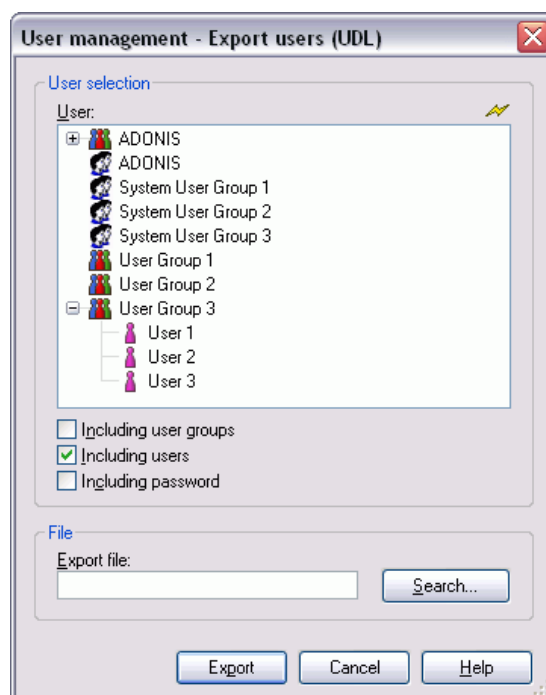 User management - Export users (UDL)
User selection
User:
ADONIS
ADONIS
System User Group 1
System User Group 2
System User Group 3
User Group 1
User Group 2
User Group 3
User 1
User 2
User 3
Including user groups
Including users
Including password
File
Export file:
Search...
Export Cancel Help